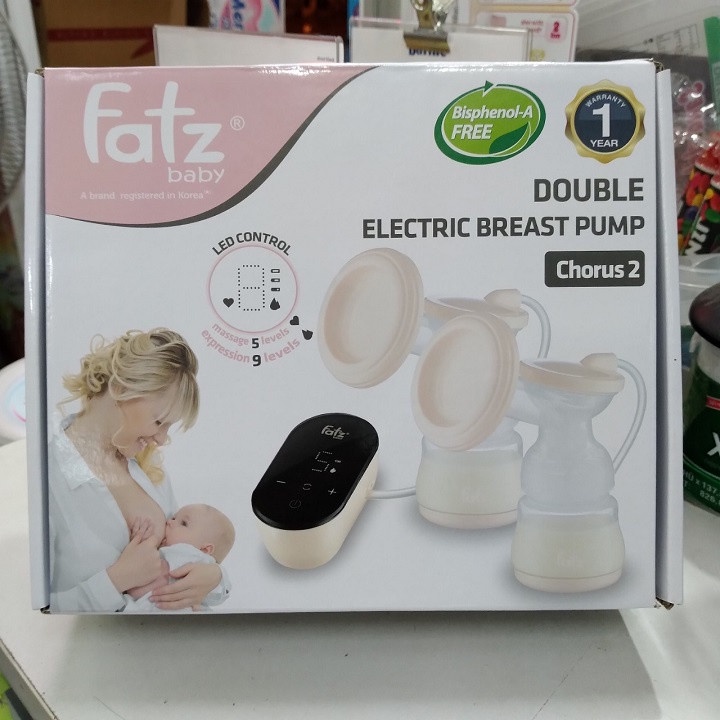 fatz®
baby
A brand registered in Korea
Bisphenol-A
FREE
WARRANTY
1
YEAR
DOUBLE
ELECTRIC BREAST PUMP
Chorus 2
LED CONTROL
massage 5 levels
expression 9 levels
fatz